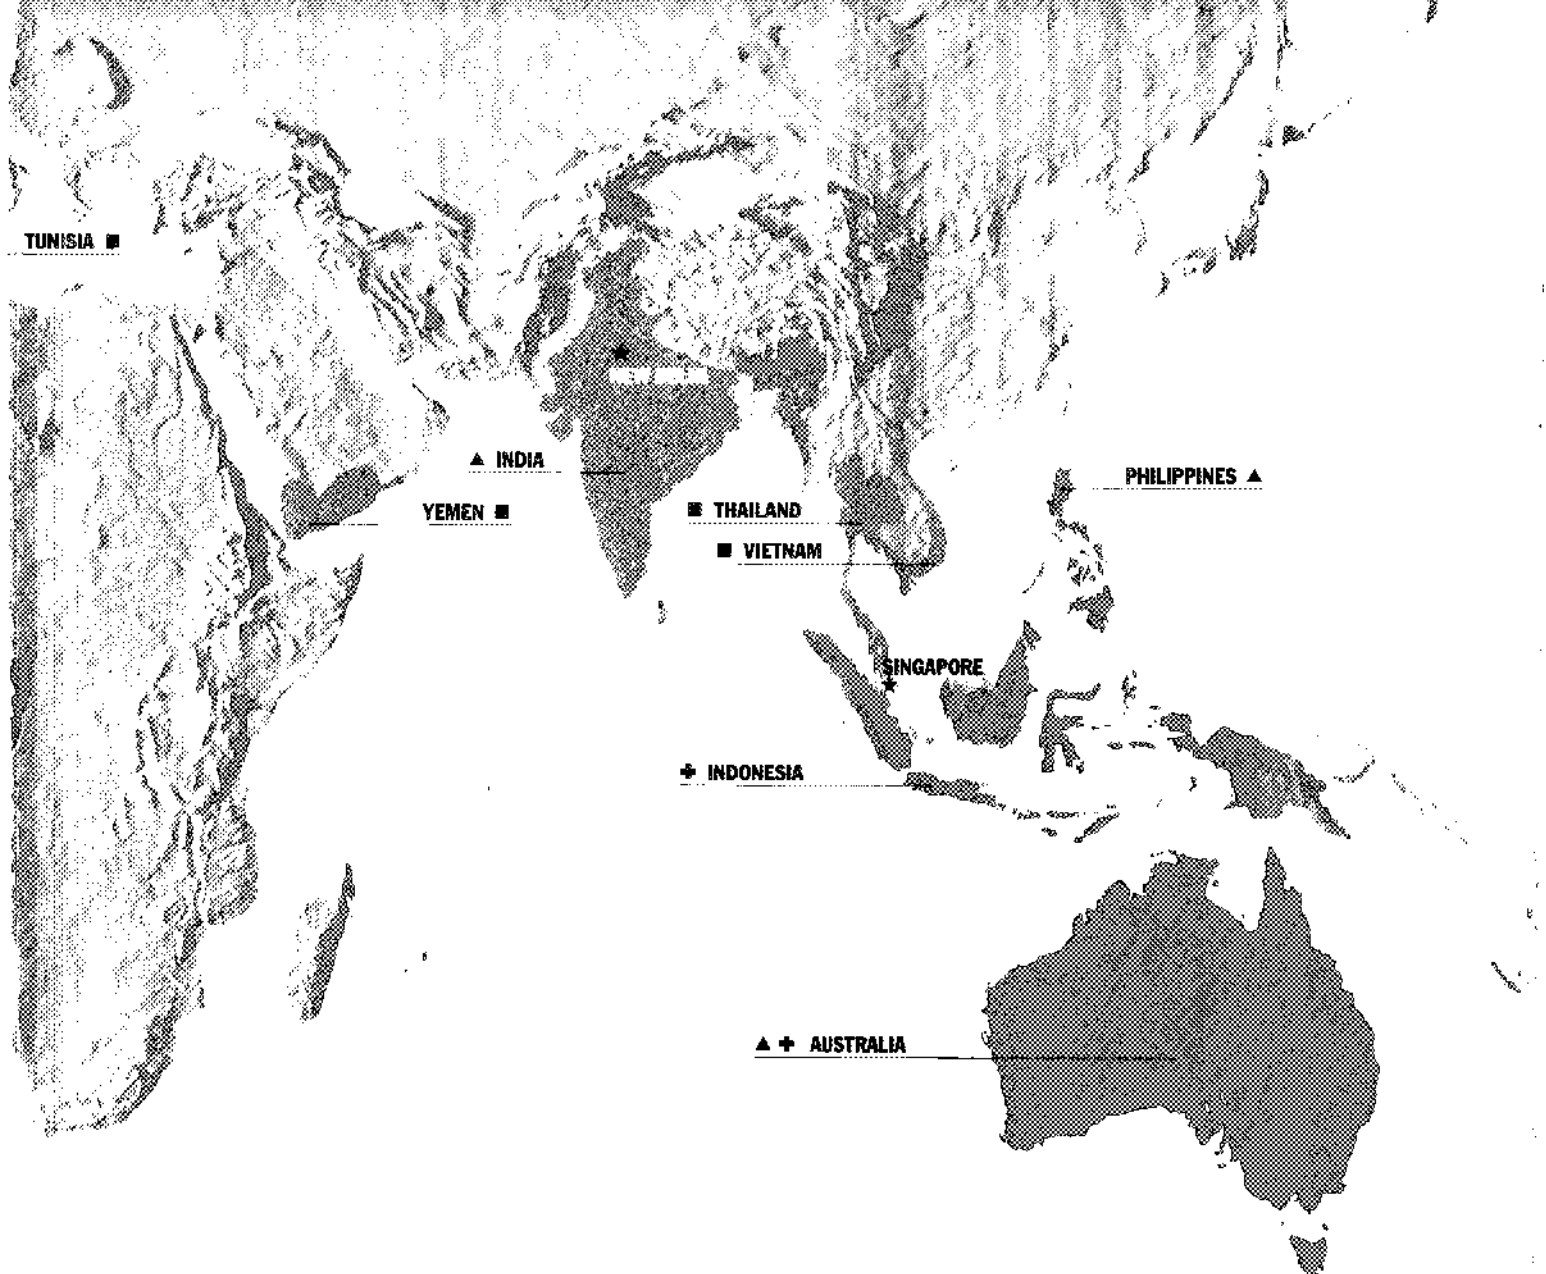 TUNISIA ■
▲ INDIA
PHILIPPINES ▲
YEMEN ■
■ THAILAND
■ VIETNAM
SINGAPORE
✚ INDONESIA
▲ ✚ AUSTRALIA